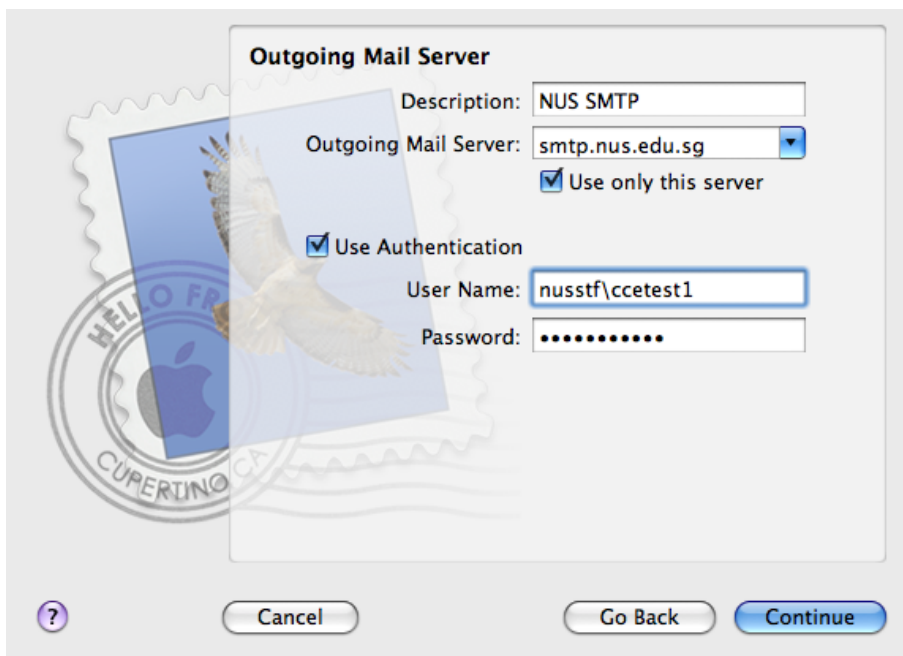 Outgoing Mail Server
Description: NUS SMTP
Outgoing Mail Server: smtp.nus.edu.sg
Use only this server
Use Authentication
User Name: nusstf\ccetest1
Password: •••••••••••
HELLO FR
CUPERTINO CA
? Cancel Go Back Continue